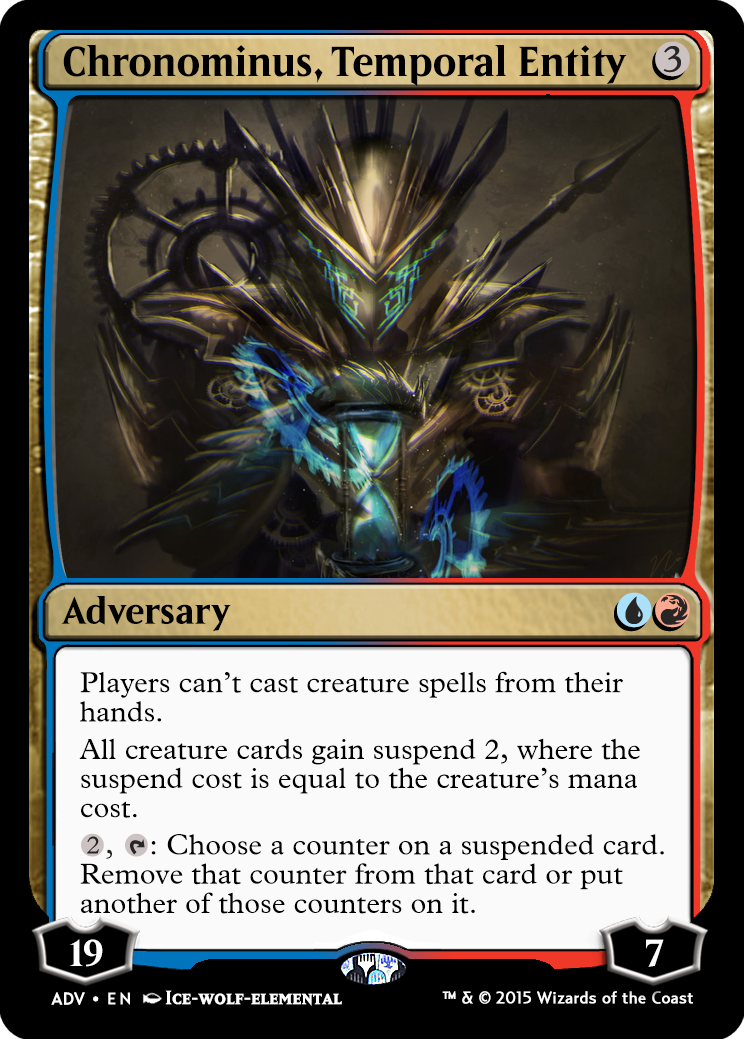 Chronominus, Temporal Entity 3
Adversary
Players can't cast creature spells from their
hands.
All creature cards gain suspend 2, where the
suspend cost is equal to the creature's mana
cost.
2, : Choose a counter on a suspended card.
Remove that counter from that card or put
another of those counters on it.
19
7
ADV • EN ICE-WOLF-ELEMENTAL
™ & © 2015 Wizards of the Coast